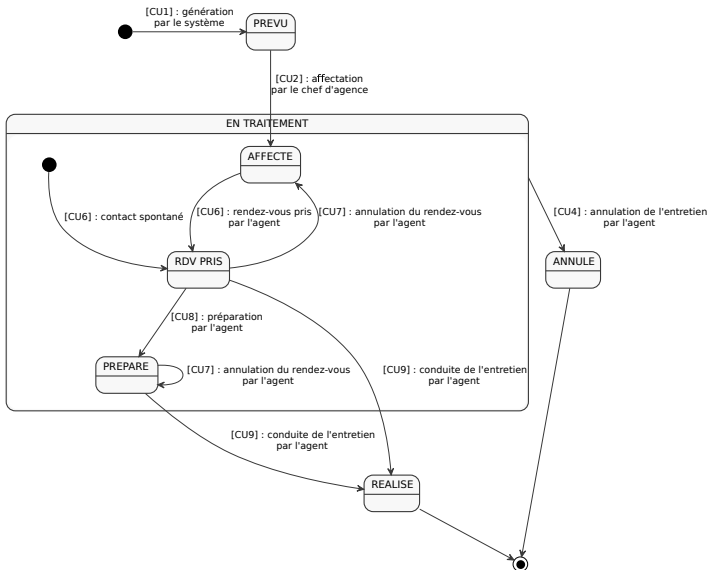 [CU1] : génération
par le système
PREVU
[CU2] : affectation
par le chef d'agence
EN TRAITEMENT
AFFECTE
[CU6] : contact spontané
[CU6] : rendez-vous pris
par l'agent
[CU7] : annulation du rendez-vous
par l'agent
[CU4] : annulation de l'entretien
par l'agent
RDV PRIS
ANNULE
[CU8] : préparation
par l'agent
PREPARE
[CU7] : annulation du rendez-vous
par l'agent
[CU9] : conduite de l'entretien
par l'agent
[CU9] : conduite de l'entretien
par l'agent
REALISE